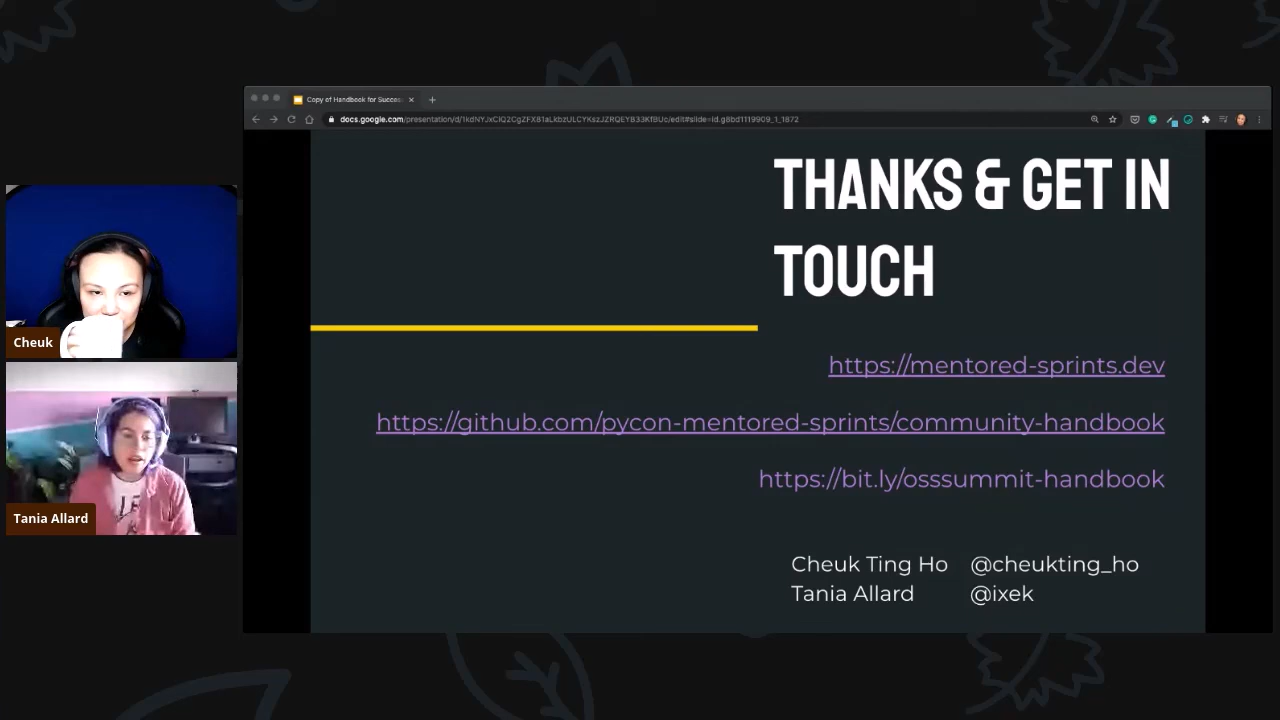 Copy of Handbook for Succes
docs.google.com/presentation/d/
THANKS & GET IN
TOUCH
https://mentored-sprints.dev
https://github.com/pycon-mentored-sprints/community-handbook
https://bit.ly/osssummit-handbook
Cheuk Ting Ho @cheukting_ho
Tania Allard @ixek
Cheuk
Tania Allard